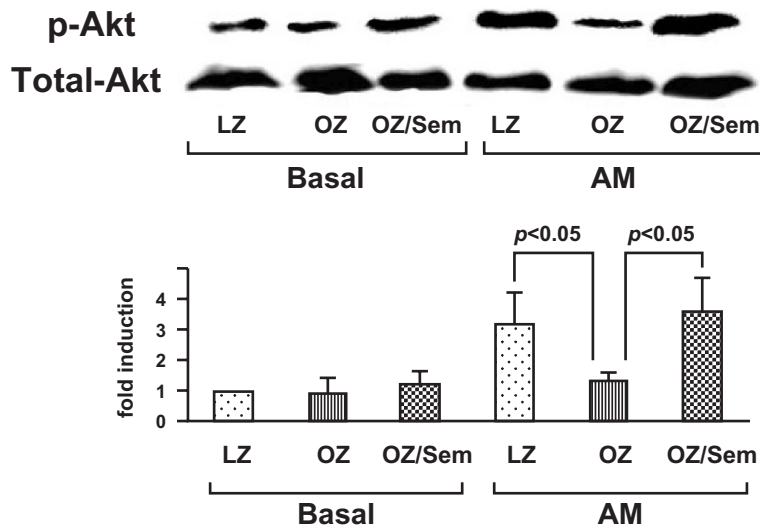 p-Akt
Total-Akt
LZ OZ OZ/Sem LZ OZ OZ/Sem
Basal AM
p<0.05 p<0.05
fold induction
4
3
2
1
0
LZ OZ OZ/Sem LZ OZ OZ/Sem
Basal AM